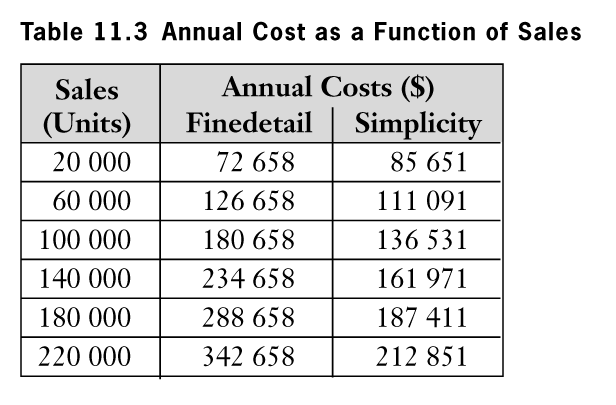 Table 11.3 Annual Cost as a Function of Sales
Sales (Units) Annual Costs ($)
Finedetail Simplicity
20 000 72 658 85 651
60 000 126 658 111 091
100 000 180 658 136 531
140 000 234 658 161 971
180 000 288 658 187 411
220 000 342 658 212 851